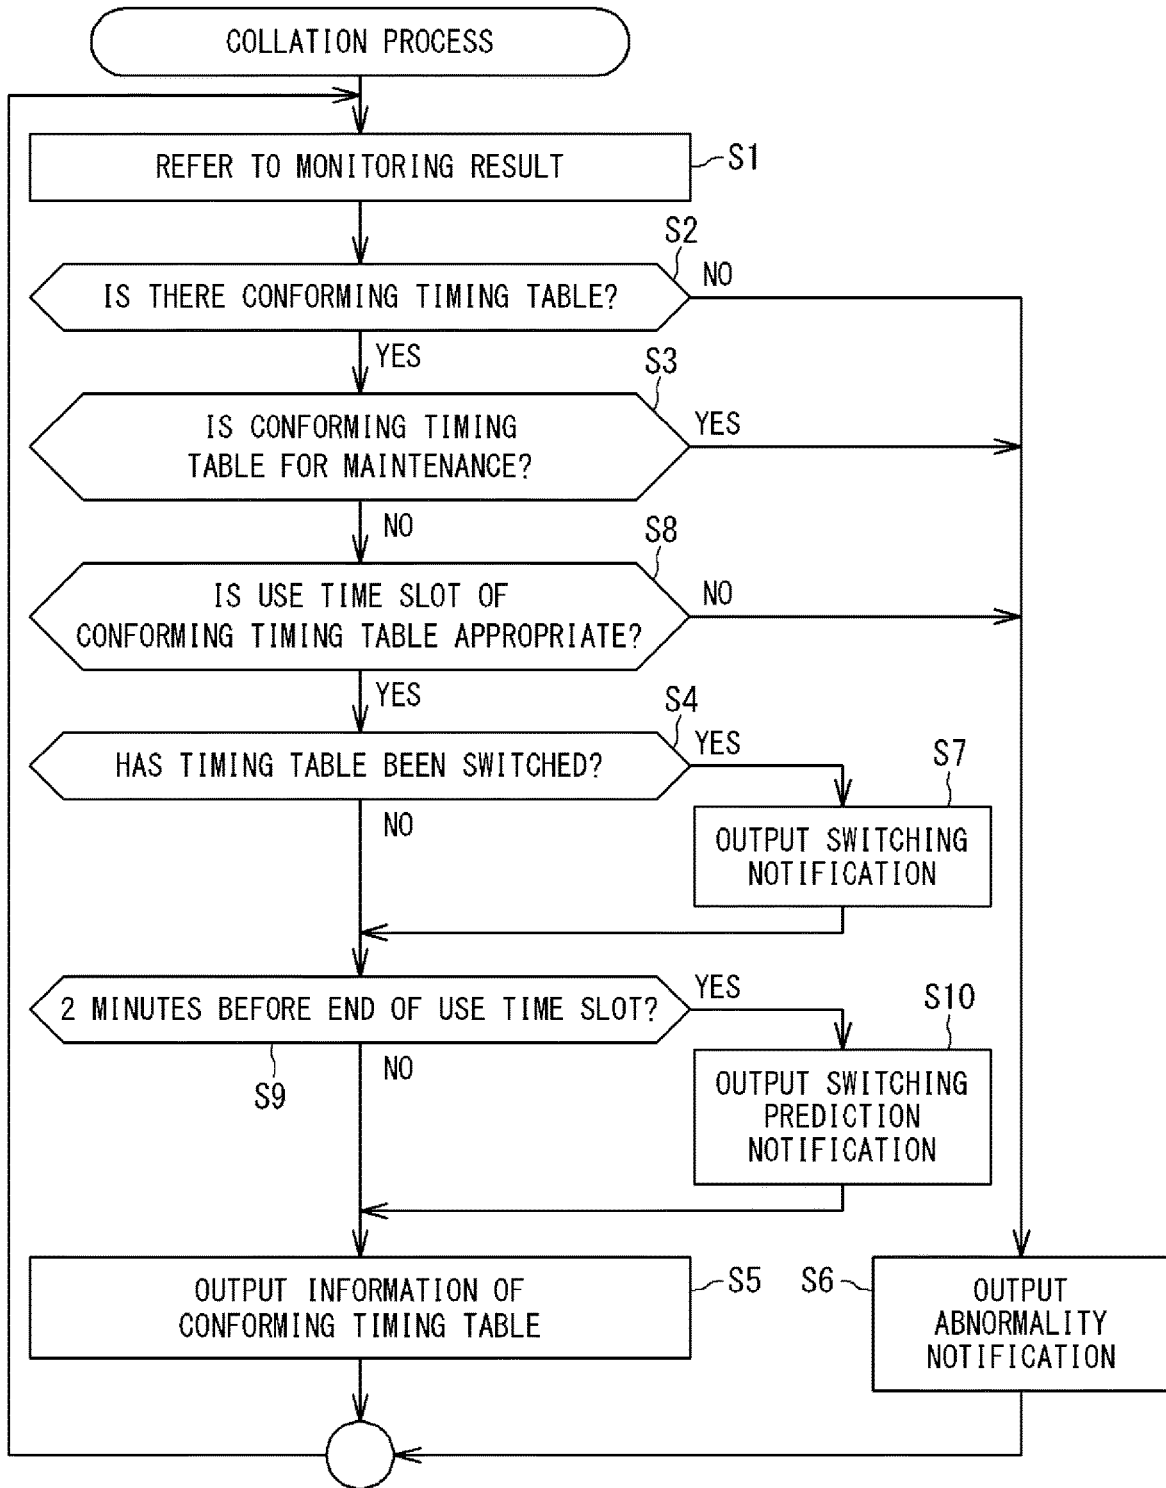 COLLATION PROCESS
REFER TO MONITORING RESULT
S1
S2
IS THERE CONFORMING TIMING TABLE?
NO
YES
S3
IS CONFORMING TIMING
TABLE FOR MAINTENANCE?
YES
NO
S8
IS USE TIME SLOT OF
CONFORMING TIMING TABLE APPROPRIATE?
NO
YES
S4
HAS TIMING TABLE BEEN SWITCHED?
YES
NO
S7
OUTPUT SWITCHING
NOTIFICATION
2 MINUTES BEFORE END OF USE TIME SLOT?
YES
S9
NO
S10
OUTPUT SWITCHING
PREDICTION
NOTIFICATION
OUTPUT INFORMATION OF
CONFORMING TIMING TABLE
S5
S6
OUTPUT
ABNORMALITY
NOTIFICATION